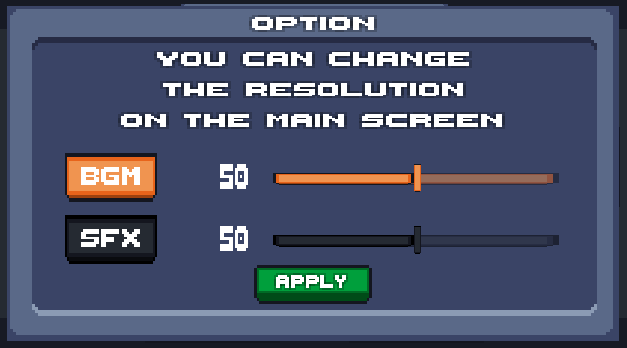 OPTION
YOU CAN CHANGE
THE RESOLUTION
ON THE MAIN SCREEN
BGM 50
SFX 50
APPLY